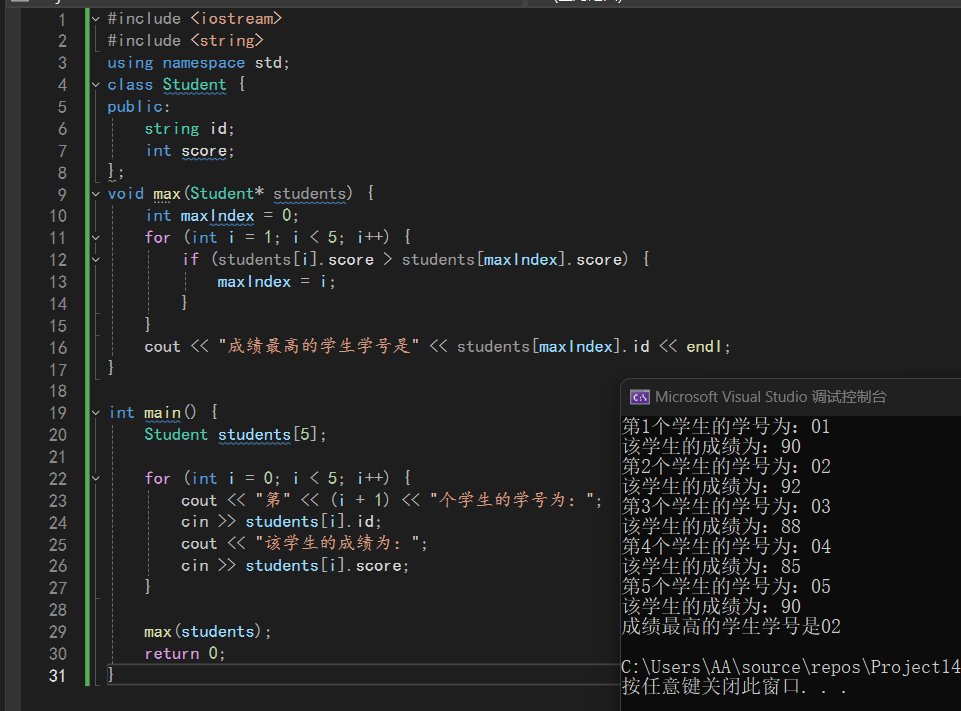 1 #include <iostream>
2 #include <string>
3 using namespace std;
4 class Student {
5 public:
6 string id;
7 int score;
8 };
9 void max(Student* students) {
10 int maxIndex = 0;
11 for (int i = 1; i < 5; i++) {
12 if (students[i].score > students[maxIndex].score) {
13 maxIndex = i;
14 }
15 }
16 cout << "成绩最高的学生学号是" << students[maxIndex].id << endl;
17 }
18
19 int main() {
20 Student students[5];
21
22 for (int i = 0; i < 5; i++) {
23 cout << "第" << (i + 1) << "个学生的学号为: ";
24 cin >> students[i].id;
25 cout << "该学生的成绩为: ";
26 cin >> students[i].score;
27 }
28
29 max(students);
30 return 0;
31 }
Microsoft Visual Studio 调试控制台
第1个学生的学号为: 01
该学生的成绩为: 90
第2个学生的学号为: 02
该学生的成绩为: 92
第3个学生的学号为: 03
该学生的成绩为: 88
第4个学生的学号为: 04
该学生的成绩为: 85
第5个学生的学号为: 05
该学生的成绩为: 90
成绩最高的学生学号是02
C:\Users\AA\source\repos\Project14
按任意键关闭此窗口. . .